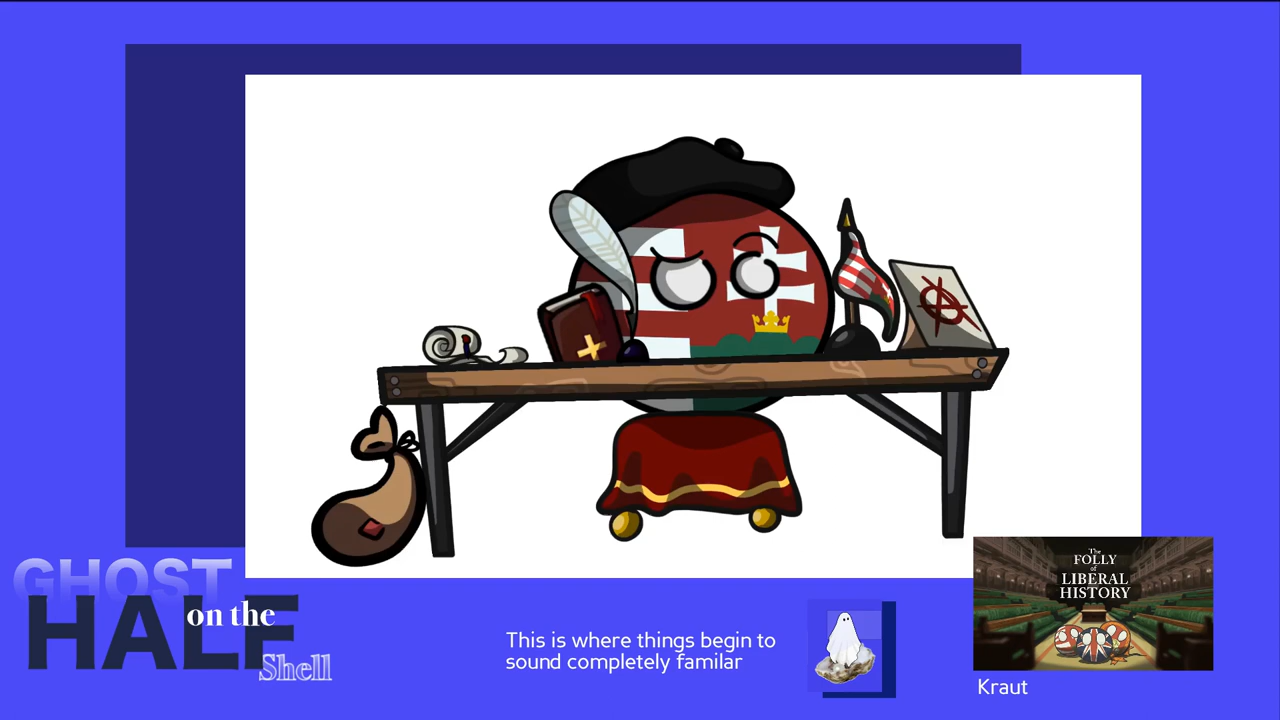 The
FOLLY
of
LIBERAL
HISTORY
GHOST
on the
HALF
Shell
This is where things begin to
sound completely familar
Kraut